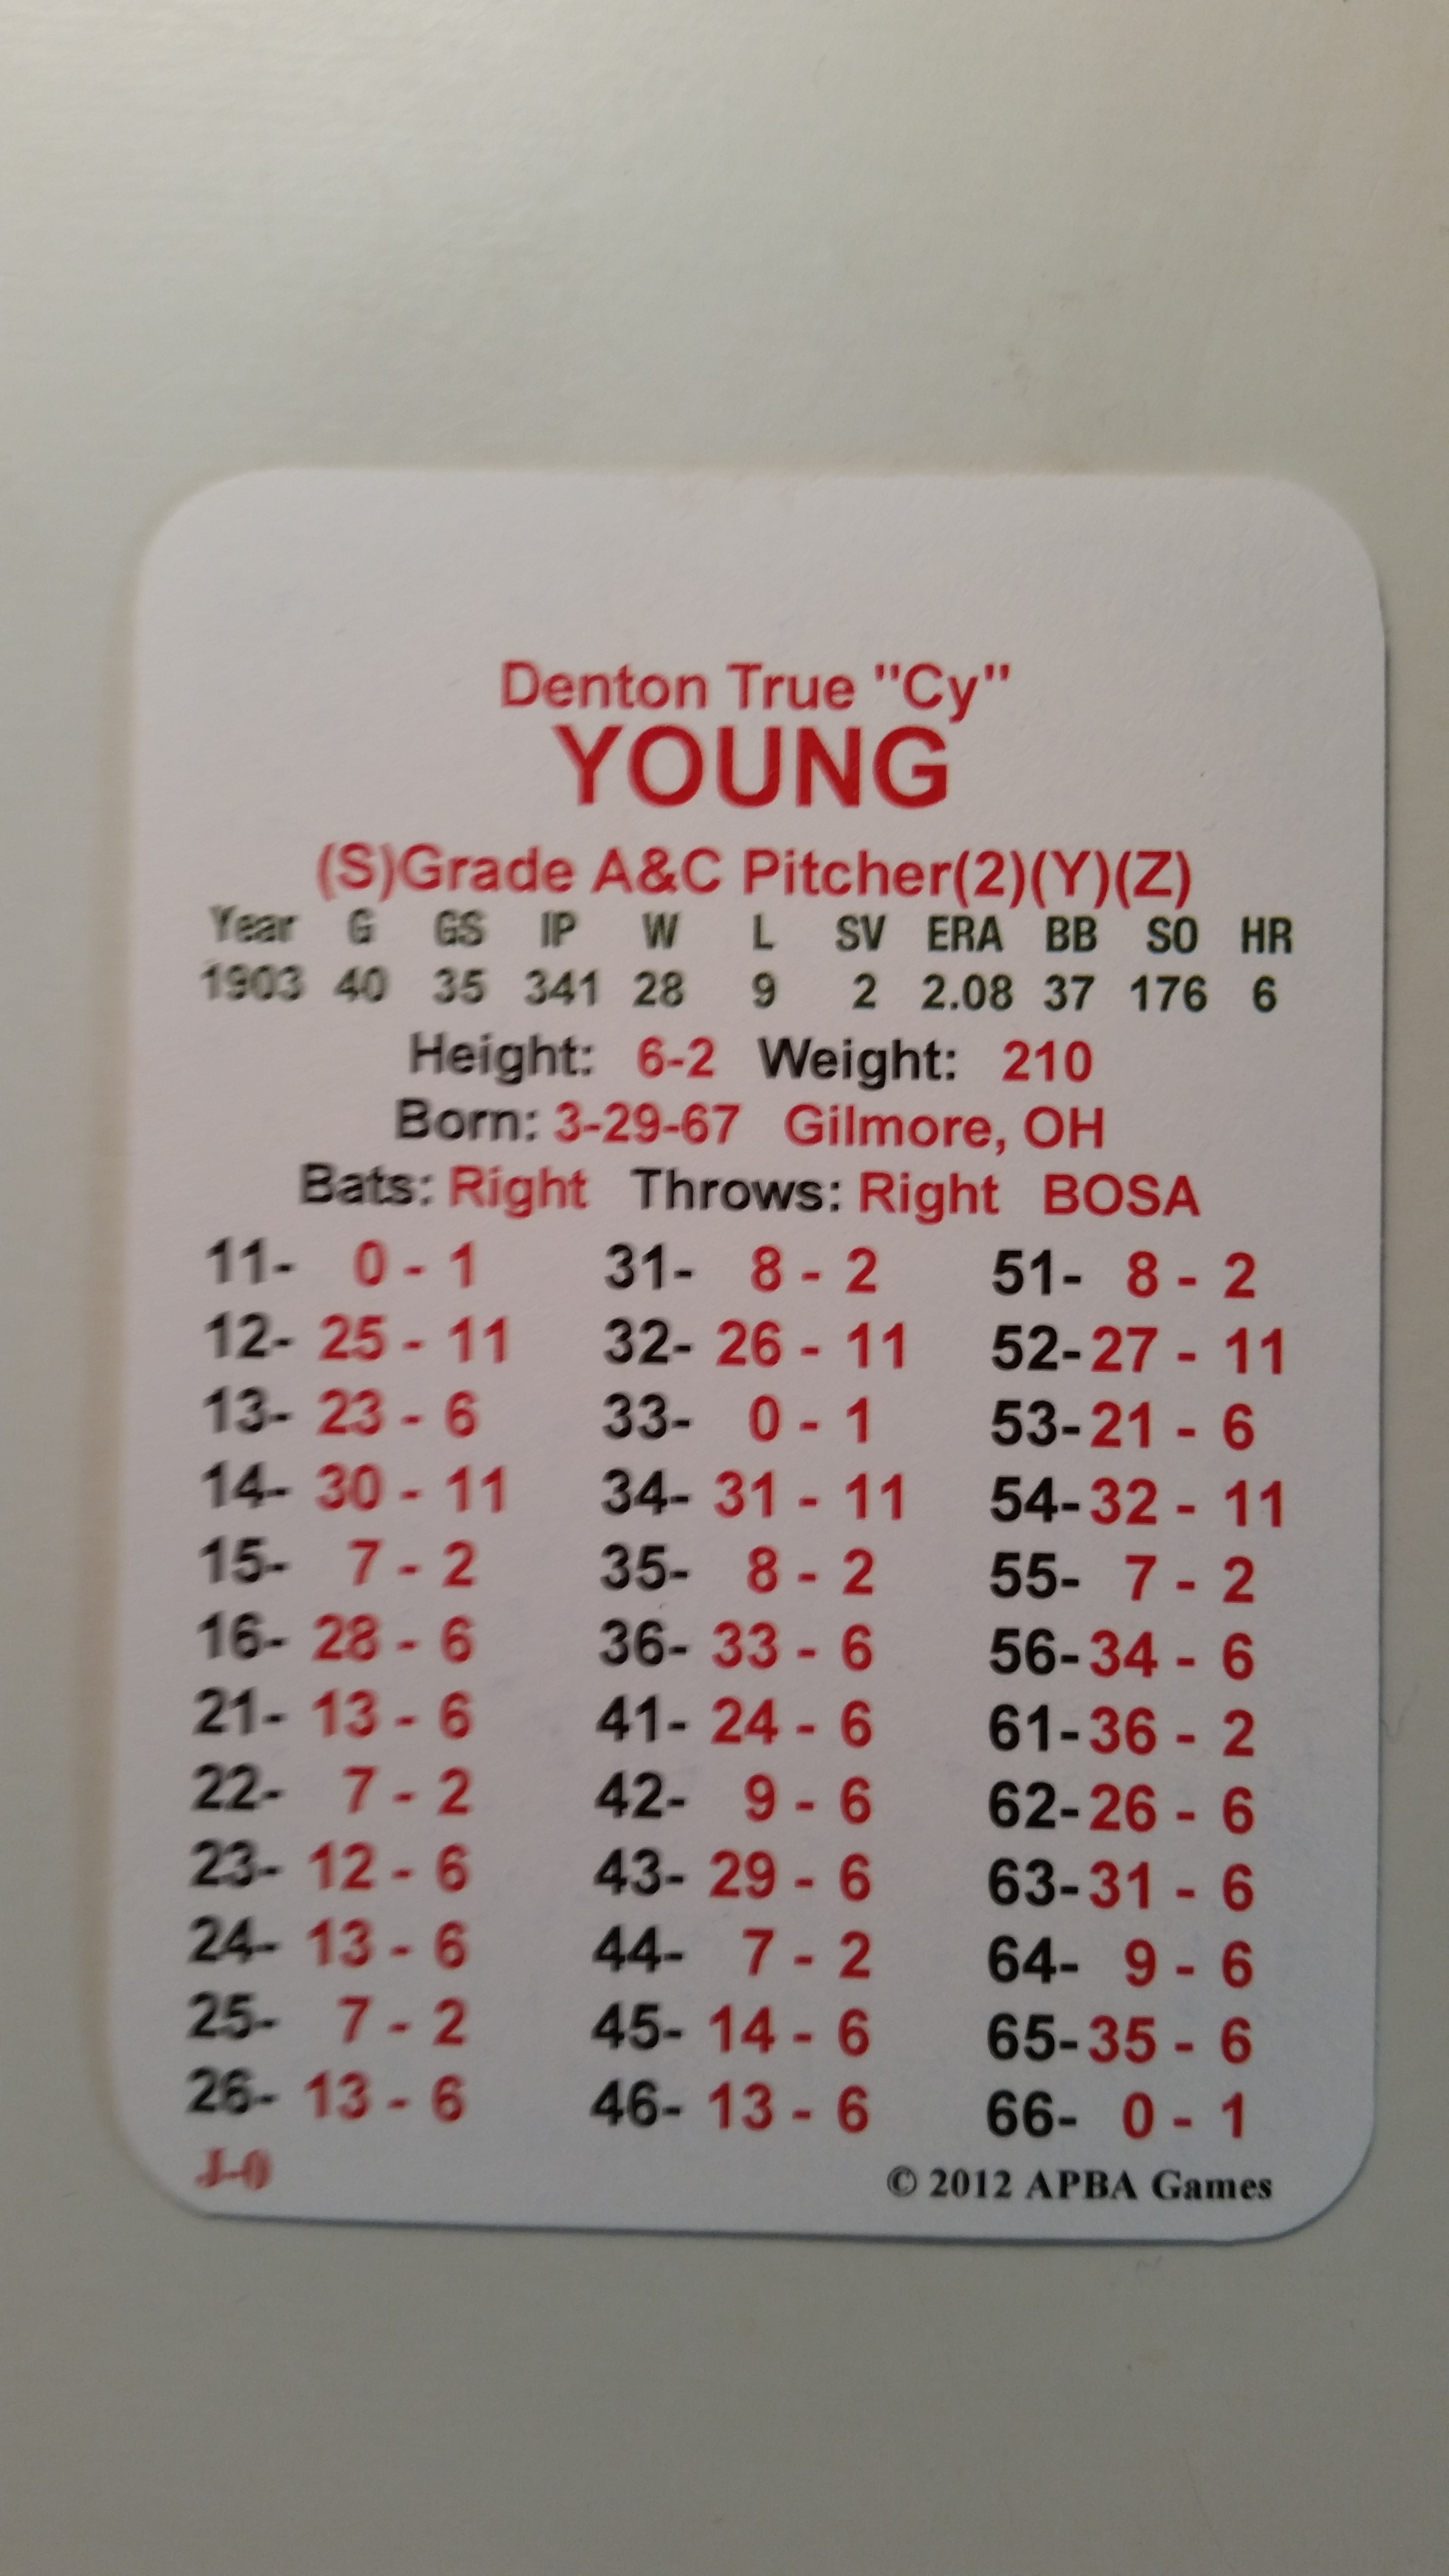 Denton True "Cy"
YOUNG
(S)Grade A&C Pitcher(2)(Y)(Z)
Year G GS IP W L SV ERA BB SO HR
1903 40 35 341 28 9 2 2.08 37 176 6
Height: 6-2 Weight: 210
Born: 3-29-67 Gilmore, OH
Bats: Right Throws: Right BOSA
11- 0 - 1 31- 8 - 2 51- 8 - 2
12- 25 - 11 32- 26 - 11 52- 27 - 11
13- 23 - 6 33- 0 - 1 53- 21 - 6
14- 30 - 11 34- 31 - 11 54- 32 - 11
15- 7 - 2 35- 8 - 2 55- 7 - 2
16- 28 - 6 36- 33 - 6 56- 34 - 6
21- 13 - 6 41- 24 - 6 61- 36 - 2
22- 7 - 2 42- 9 - 6 62- 26 - 6
23- 12 - 6 43- 29 - 6 63- 31 - 6
24- 13 - 6 44- 7 - 2 64- 9 - 6
25- 7 - 2 45- 14 - 6 65- 35 - 6
26- 13 - 6 46- 13 - 6 66- 0 - 1
J-0 © 2012 APBA Games